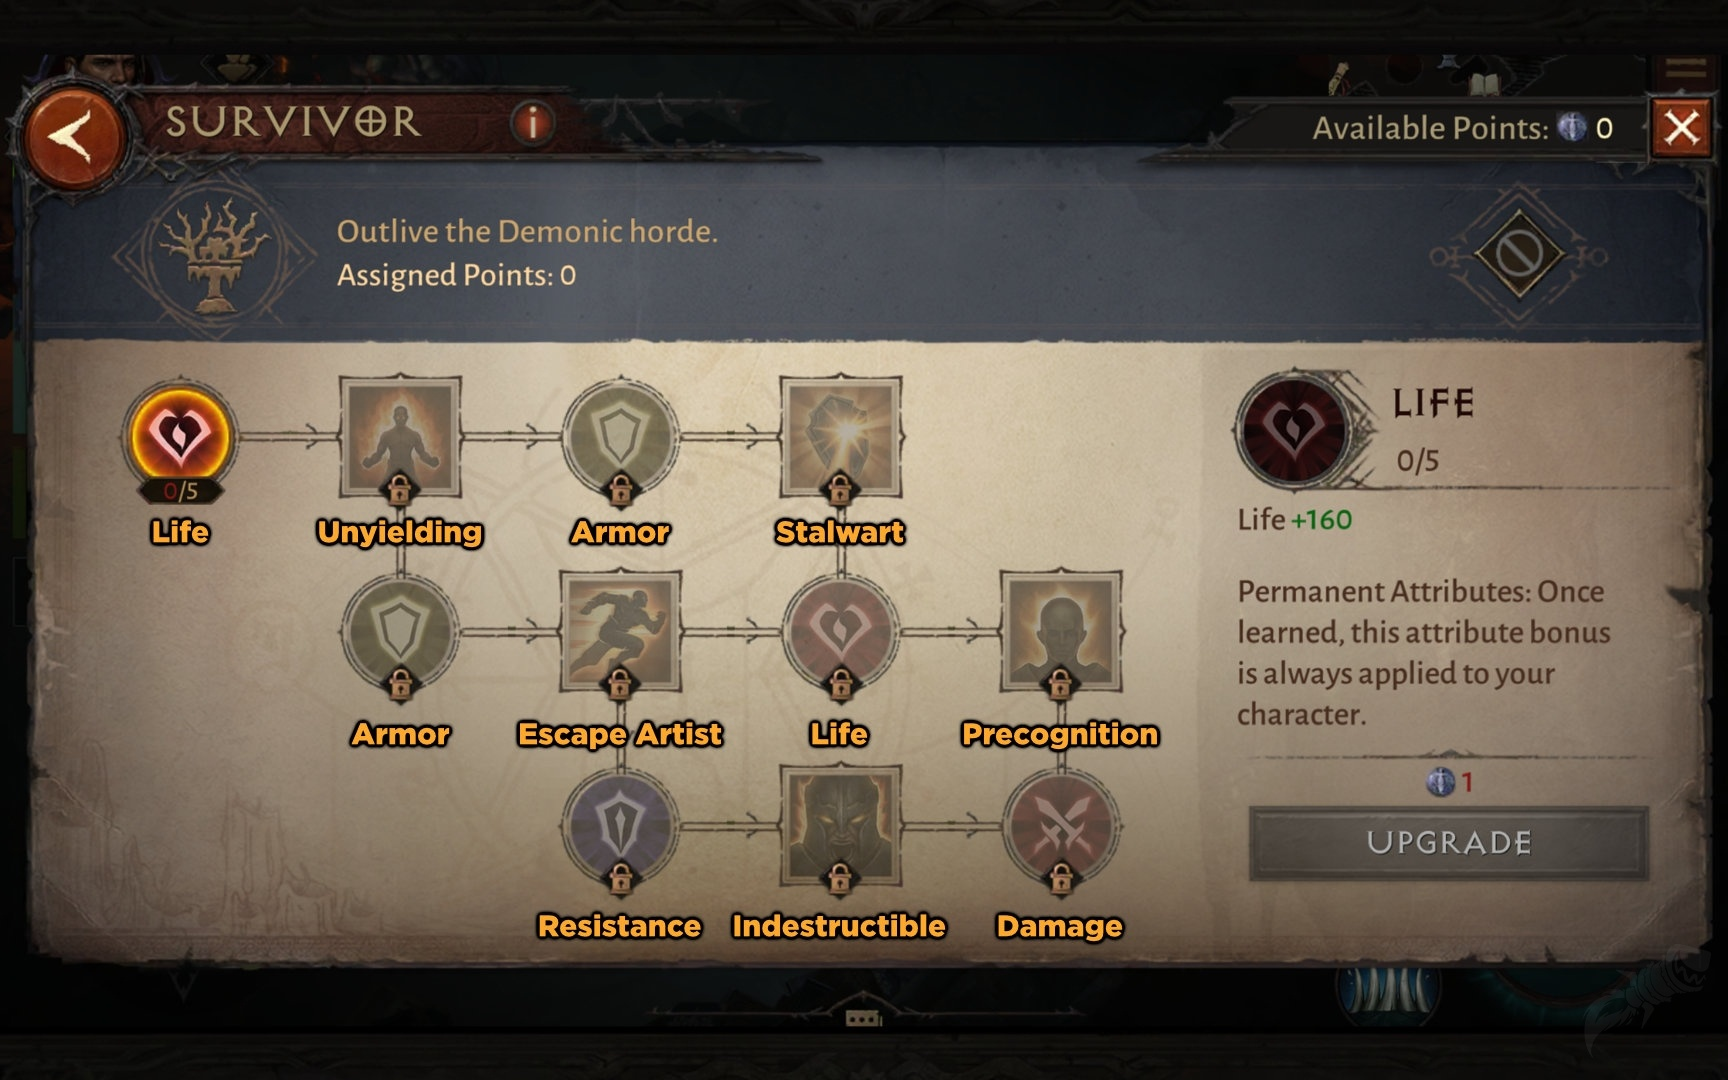 SURVIVOR
i
Available Points: 0
Outlive the Demonic horde.
Assigned Points: 0
0/5
Life
Unyielding
Armor
Stalwart
Armor
Escape Artist
Life
Precognition
Resistance
Indestructible
Damage
LIFE
0/5
Life +160
Permanent Attributes: Once
learned, this attribute bonus
is always applied to your
character.
1
UPGRADE